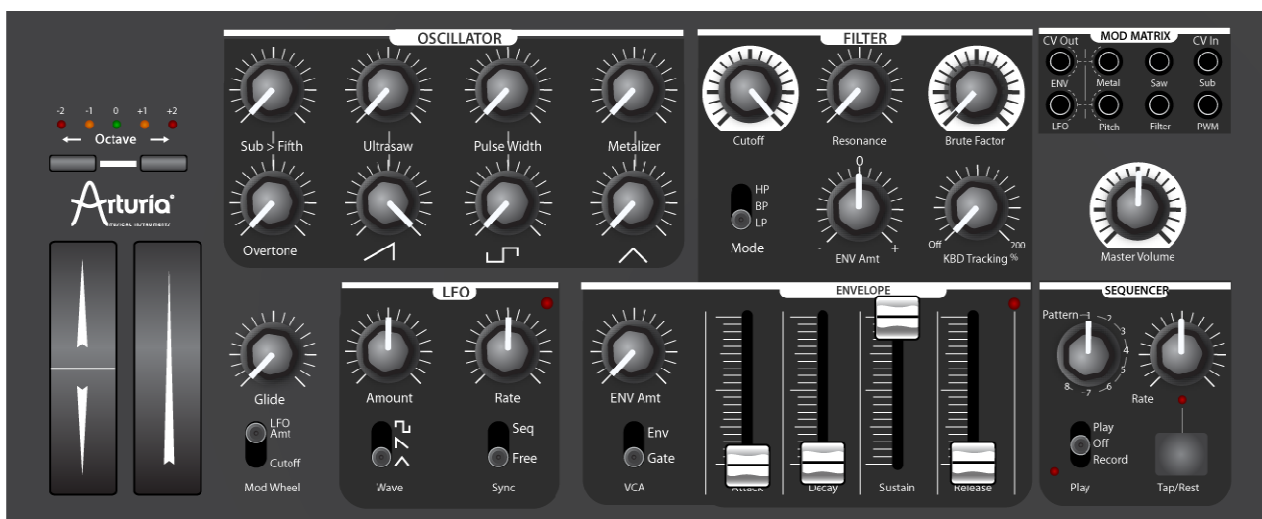 OSCILLATOR
FILTER
CV Out
MOD MATRIX
CV In
ENV
Metal
Saw
Sub
LFO
Pitch
Filter
PWM
-2 -1 0 +1 +2
Octave
Arturia
Sub > Fifth
Ultrasaw
Pulse Width
Metalizer
Cutoff
Resonance
Brute Factor
0
HP
BP
LP
Mode
Overtone
- +
ENV Amt
Off
200
KBD Tracking %
Master Volume
LFO
ENVELOPE
SEQUENCER
Pattern
1
2
3
4
5
6
7
8
Glide
Amount
Rate
ENV Amt
Rate
LFO
Amt
Cutoff
Mod Wheel
Wave
Seq
Free
Sync
Env
Gate
VCA
Attack
Decay
Sustain
Release
Play
Off
Record
Play
Tap/Rest